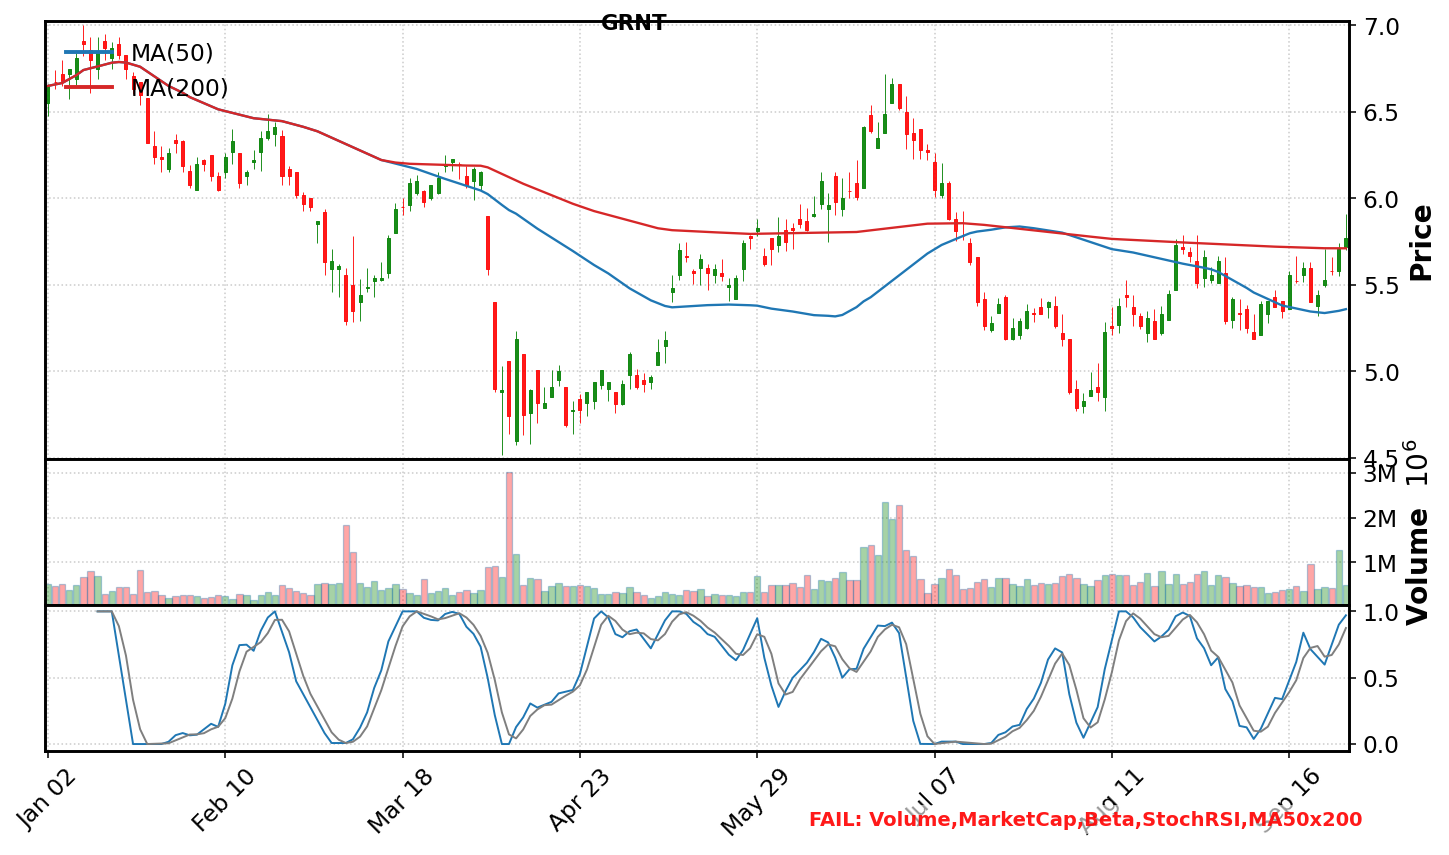 GRNT
MA(50)
MA(200)
7.0
6.5
6.0
5.5
5.0
4.5
Price
3M
2M
1M
Volume 10^6
1.0
0.5
0.0
Jan 02
Feb 10
Mar 18
Apr 23
May 29
Jul 07
Aug 11
Sep 16
FAIL: Volume,MarketCap,Beta,StochRSI,MA50x200